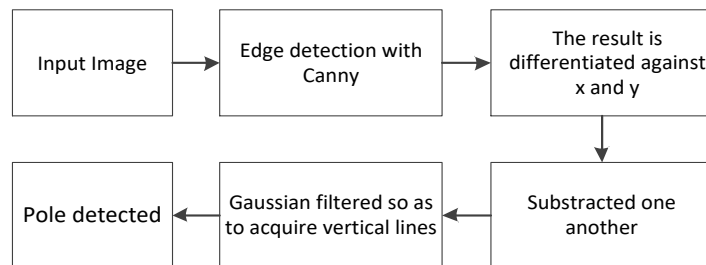 Input Image
Edge detection with
Canny
The result is
differentiated against
x and y
Substracted one
another
Gaussian filtered so as
to acquire vertical lines
Pole detected